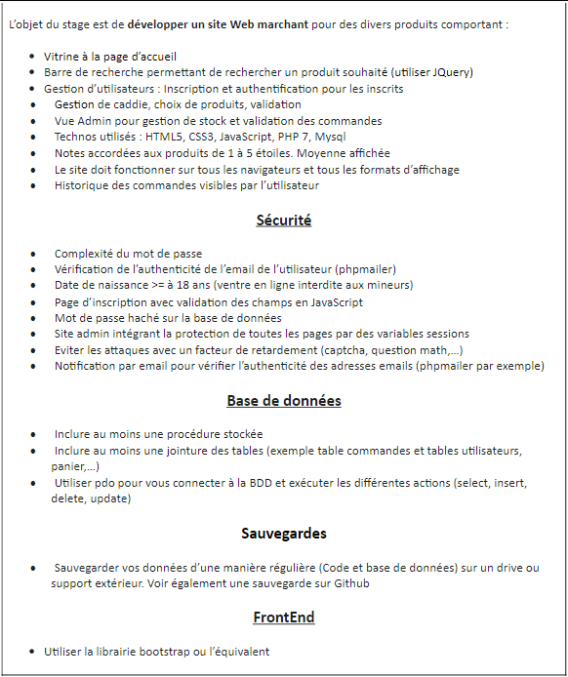 L'objet du stage est de développer un site Web marchant pour des divers produits comportant :
• Vitrine à la page d'accueil
• Barre de recherche permettant de rechercher un produit souhaité (utiliser JQuery)
• Gestion d'utilisateurs : Inscription et authentification pour les inscrits
• Gestion de caddie, choix de produits, validation
• Vue Admin pour gestion de stock et validation des commandes
• Technos utilisés : HTML5, CSS3, JavaScript, PHP 7, Mysql
• Notes accordées aux produits de 1 à 5 étoiles. Moyenne affichée
• Le site doit fonctionner sur tous les navigateurs et tous les formats d'affichage
• Historique des commandes visibles par l'utilisateur
Sécurité
• Complexité du mot de passe
• Vérification de l'authenticité de l'email de l'utilisateur (phpmailer)
• Date de naissance >= à 18 ans (ventre en ligne interdite aux mineurs)
• Page d'inscription avec validation des champs en JavaScript
• Mot de passe haché sur la base de données
• Site admin intégrant la protection de toutes les pages par des variables sessions
• Eviter les attaques avec un facteur de retardement (captcha, question math,...)
• Notification par email pour vérifier l'authenticité des adresses emails (phpmailer par exemple)
Base de données
• Inclure au moins une procédure stockée
• Inclure au moins une jointure des tables (exemple table commandes et tables utilisateurs,
panier,...)
• Utiliser pdo pour vous connecter à la BDD et exécuter les différentes actions (select, insert,
delete, update)
Sauvegardes
• Sauvegarder vos données d'une manière régulière (Code et base de données) sur un drive ou
support extérieur. Voir également une sauvegarde sur Github
FrontEnd
• Utiliser la librairie bootstrap ou l'équivalent